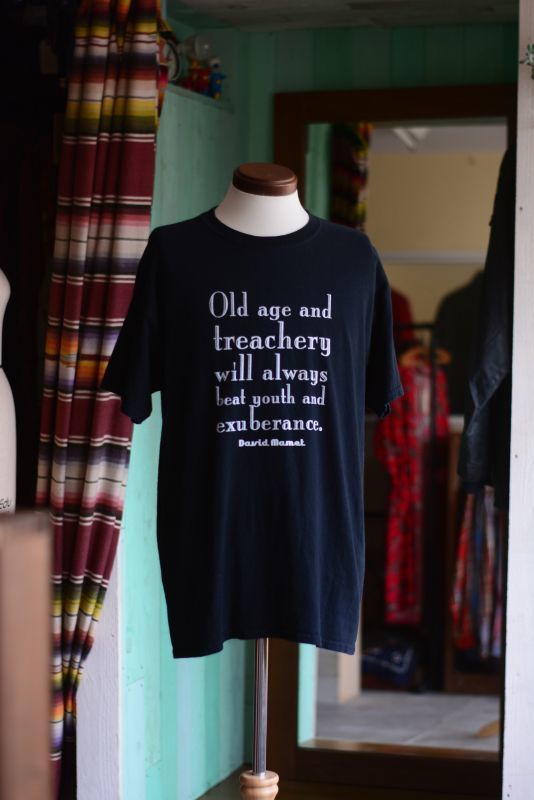 Old age and
treachery
will always
beat youth and
exuberance.
David Mamet